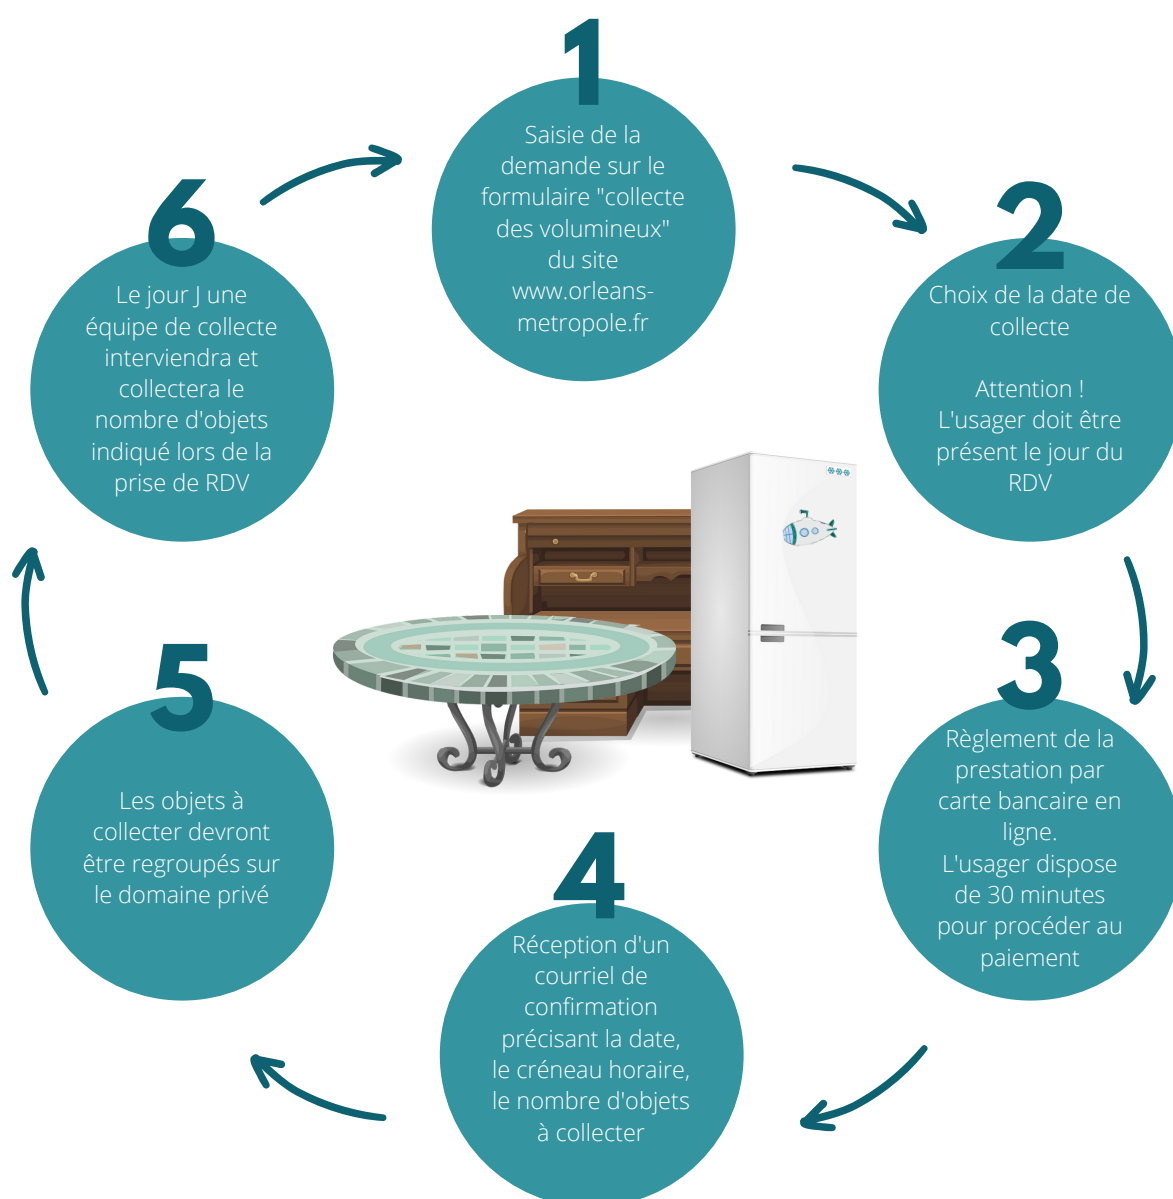 1
Saisie de la
demande sur le
formulaire "collecte
des volumineux"
du site
www.orleans-
metropole.fr
2
Choix de la date de
collecte
Attention !
L'usager doit être
présent le jour du
RDV
3
Règlement de la
prestation par
carte bancaire en
ligne.
L'usager dispose
de 30 minutes
pour procéder au
paiement
4
Réception d'un
courriel de
confirmation
précisant la date,
le créneau horaire,
le nombre d'objets
à collecter
5
Les objets à
collecter devront
être regroupés sur
le domaine privé
6
Le jour J une
équipe de collecte
interviendra et
collectera le
nombre d'objets
indiqué lors de la
prise de RDV